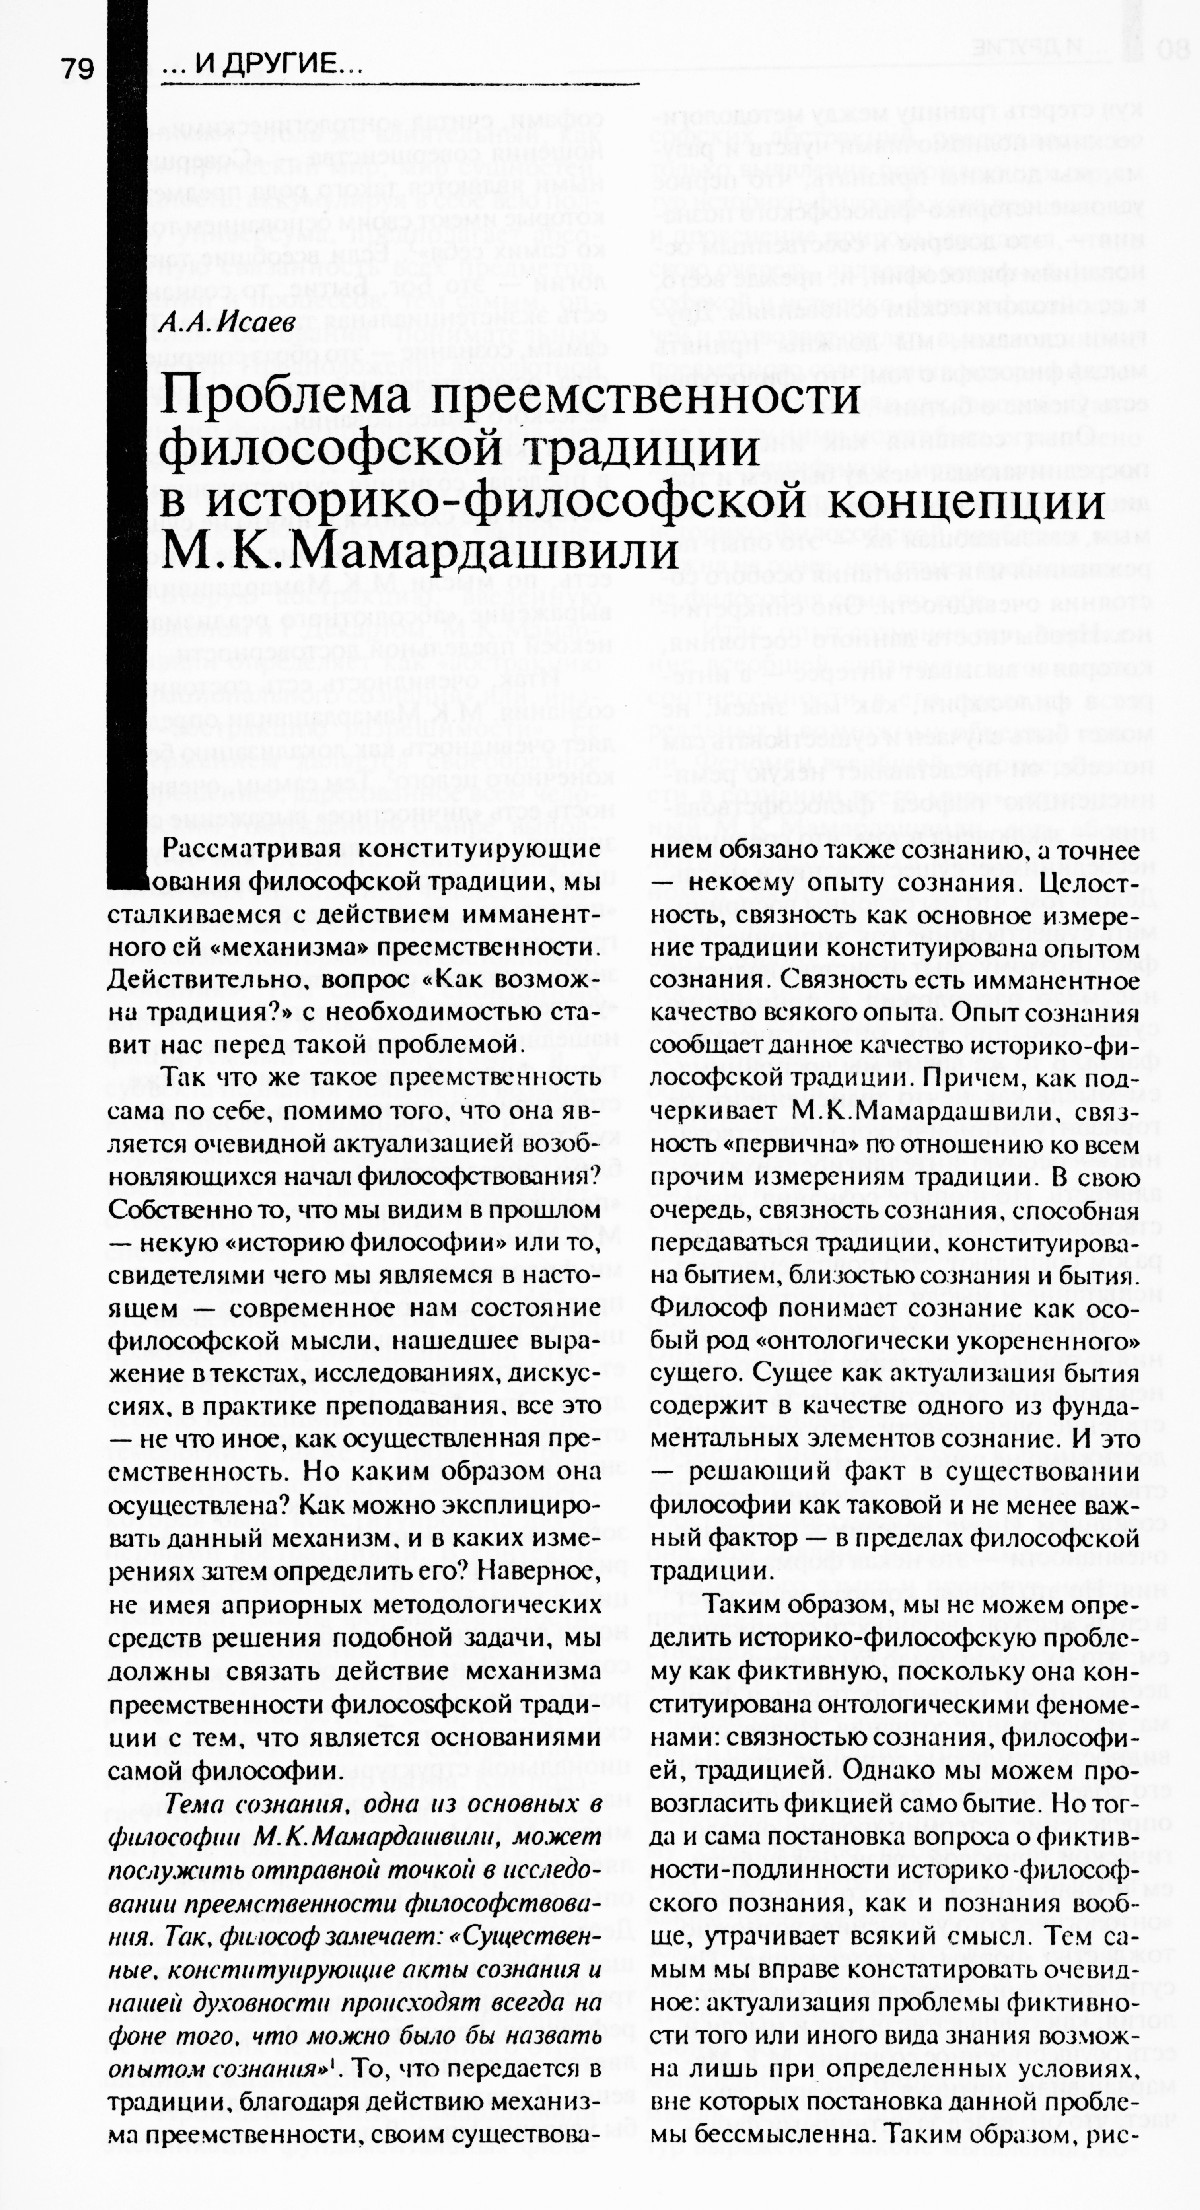 79
... И ДРУГИЕ...
А.А.Исаев
Проблема преемственности
философской традиции
в историко-философской концепции
М.К.Мамардашвили
Рассматривая конституирующие
ования философской традиции, мы
сталкиваемся с действием имманент-
ного ей «механизма» преемственности.
Действительно, вопрос «Как возмож-
на традиция?» с необходимостью ста-
вит нас перед такой проблемой.
Так что же такое преемственность
сама по себе, помимо того, что она яв-
ляется очевидной актуализацией возоб-
новляющихся начал философствования?
Собственно то, что мы видим в прошлом
— некую «историю философии» или то,
свидетелями чего мы являемся в насто-
ящем — современное нам состояние
философской мысли, нашедшее выра-
жение в текстах, исследованиях, дискус-
сиях, в практике преподавания, все это
— не что иное, как осуществленная пре-
емственность. Но каким образом она
осуществлена? Как можно эксплициро-
вать данный механизм, и в каких изме-
рениях затем определить его? Наверное,
не имея априорных методологических
средств решения подобной задачи, мы
должны связать действие механизма
преемственности филосоsфской тради-
ции с тем, что является основаниями
самой философии.
Тема сознания, одна из основных в
философии М.К.Мамардашвили, может
послужить отправной точкой в исследо-
вании преемственности философствова-
ния. Так, философ замечает: «Существен-
ные, конституирующие акты сознания и
нашей духовности происходят всегда на
фоне того, что можно было бы назвать
опытом сознания»¹. То, что передается в
традиции, благодаря действию механиз-
ма преемственности, своим существова-
нием обязано также сознанию, а точнее
— некоему опыту сознания. Целост-
ность, связность как основное измере-
ние традиции конституирована опытом
сознания. Связность есть имманентное
качество всякого опыта. Опыт сознания
сообщает данное качество историко-фи-
лософской традиции. Причем, как под-
черкивает М.К.Мамардашвили, связ-
ность «первична» по отношению ко всем
прочим измерениям традиции. В свою
очередь, связность сознания, способная
передаваться традиции, конституирова-
на бытием, близостью сознания и бытия.
Философ понимает сознание как осо-
бый род «онтологически укорененного»
сущего. Сущее как актуализация бытия
содержит в качестве одного из фунда-
ментальных элементов сознание. И это
— решающий факт в существовании
философии как таковой и не менее важ-
ный фактор — в пределах философской
традиции.
Таким образом, мы не можем опре-
делить историко-философскую пробле-
му как фиктивную, поскольку она кон-
ституирована онтологическими феноме-
нами: связностью сознания, философи-
ей, традицией. Однако мы можем про-
возгласить фикцией само бытие. Но тог-
да и сама постановка вопроса о фиктив-
ности-подлинности историко-философ-
ского познания, как и познания вооб-
ще, утрачивает всякий смысл. Тем са-
мым мы вправе констатировать очевид-
ное: актуализация проблемы фиктивно-
сти того или иного вида знания возмож-
на лишь при определенных условиях,
вне которых постановка данной пробле-
мы бессмысленна. Таким образом, рис-